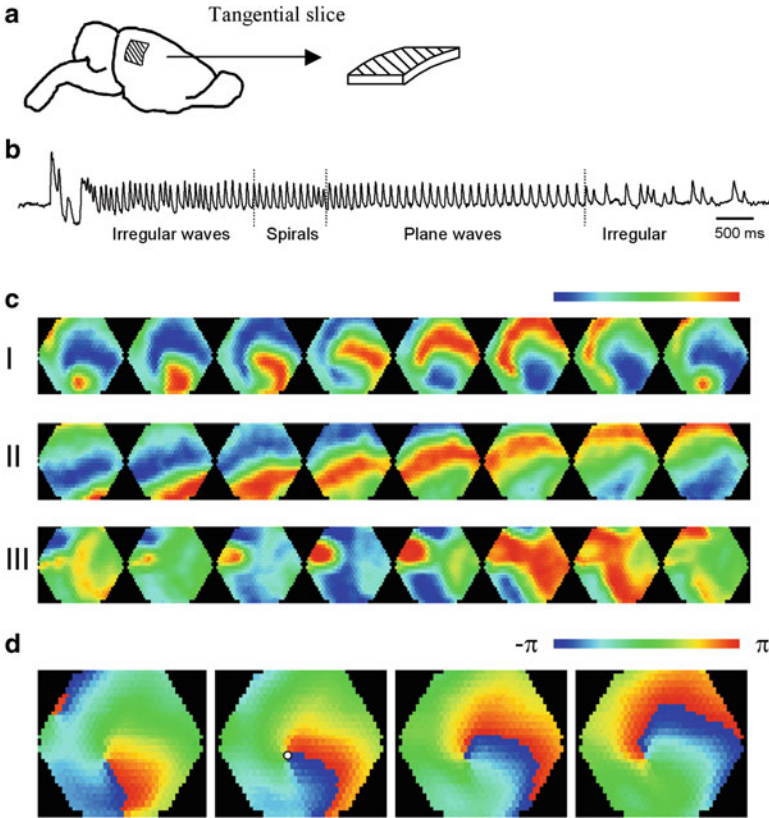 a
Tangential slice
b
Irregular waves Spirals Plane waves Irregular 500 ms
c
I
II
III
d
-π π